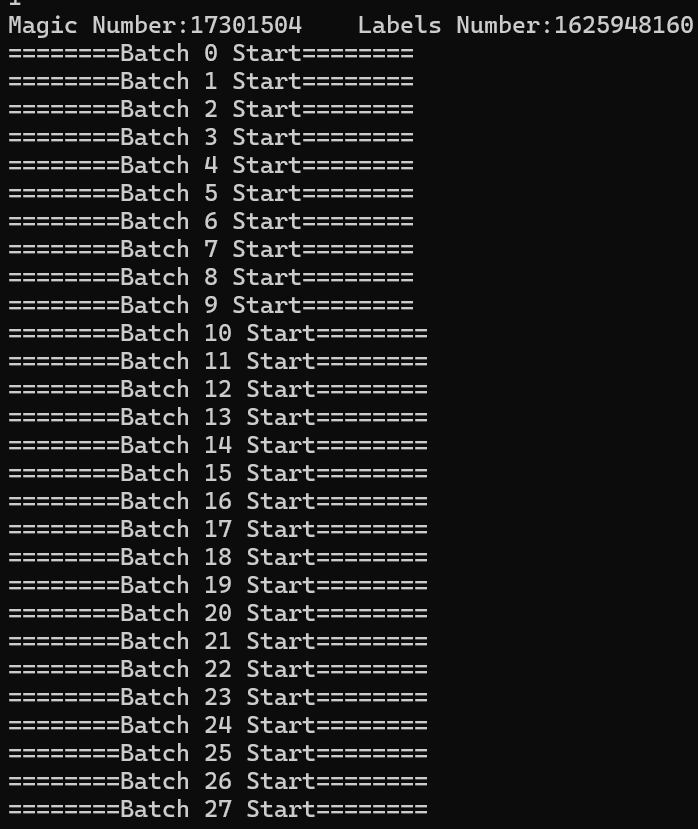 Magic Number:17301504    Labels Number:1625948160
========Batch 0 Start========
========Batch 1 Start========
========Batch 2 Start========
========Batch 3 Start========
========Batch 4 Start========
========Batch 5 Start========
========Batch 6 Start========
========Batch 7 Start========
========Batch 8 Start========
========Batch 9 Start========
========Batch 10 Start========
========Batch 11 Start========
========Batch 12 Start========
========Batch 13 Start========
========Batch 14 Start========
========Batch 15 Start========
========Batch 16 Start========
========Batch 17 Start========
========Batch 18 Start========
========Batch 19 Start========
========Batch 20 Start========
========Batch 21 Start========
========Batch 22 Start========
========Batch 23 Start========
========Batch 24 Start========
========Batch 25 Start========
========Batch 26 Start========
========Batch 27 Start========